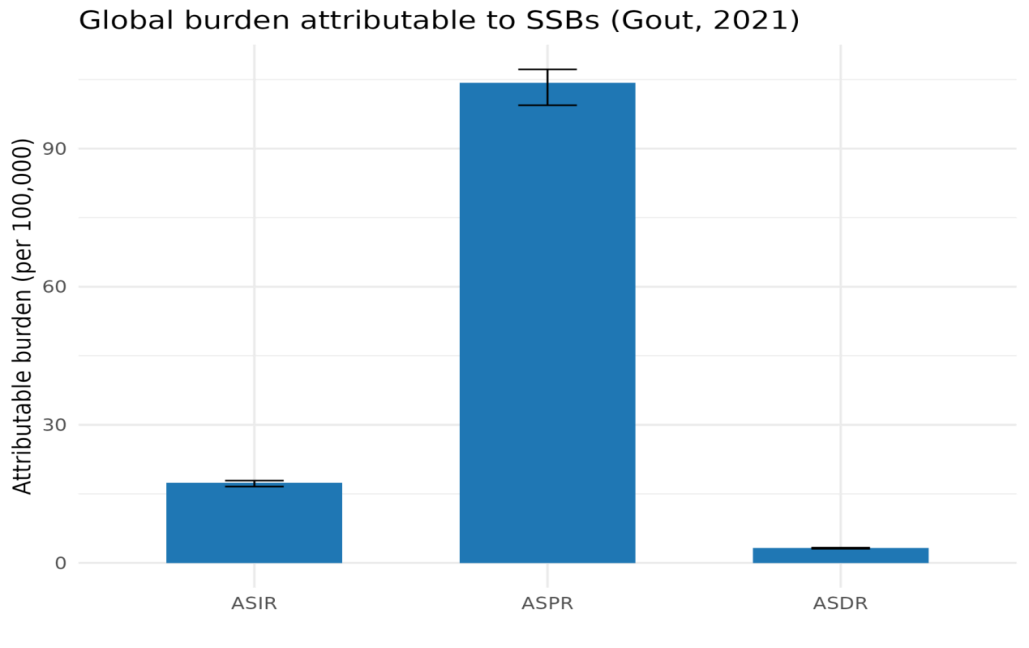 Global burden attributable to SSBs (Gout, 2021)
Attributable burden (per 100,000)
90
60
30
0
ASIR
ASPR
ASDR